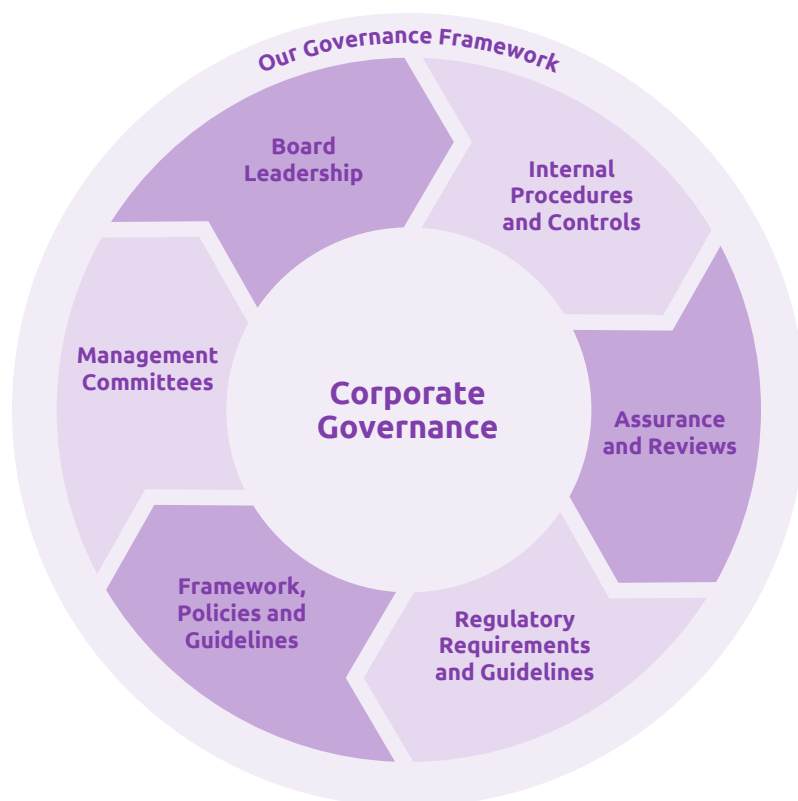 Our Governance Framework
Board
Leadership
Internal
Procedures
and Controls
Assurance
and Reviews
Regulatory
Requirements
and Guidelines
Framework,
Policies and
Guidelines
Management
Committees
Corporate
Governance